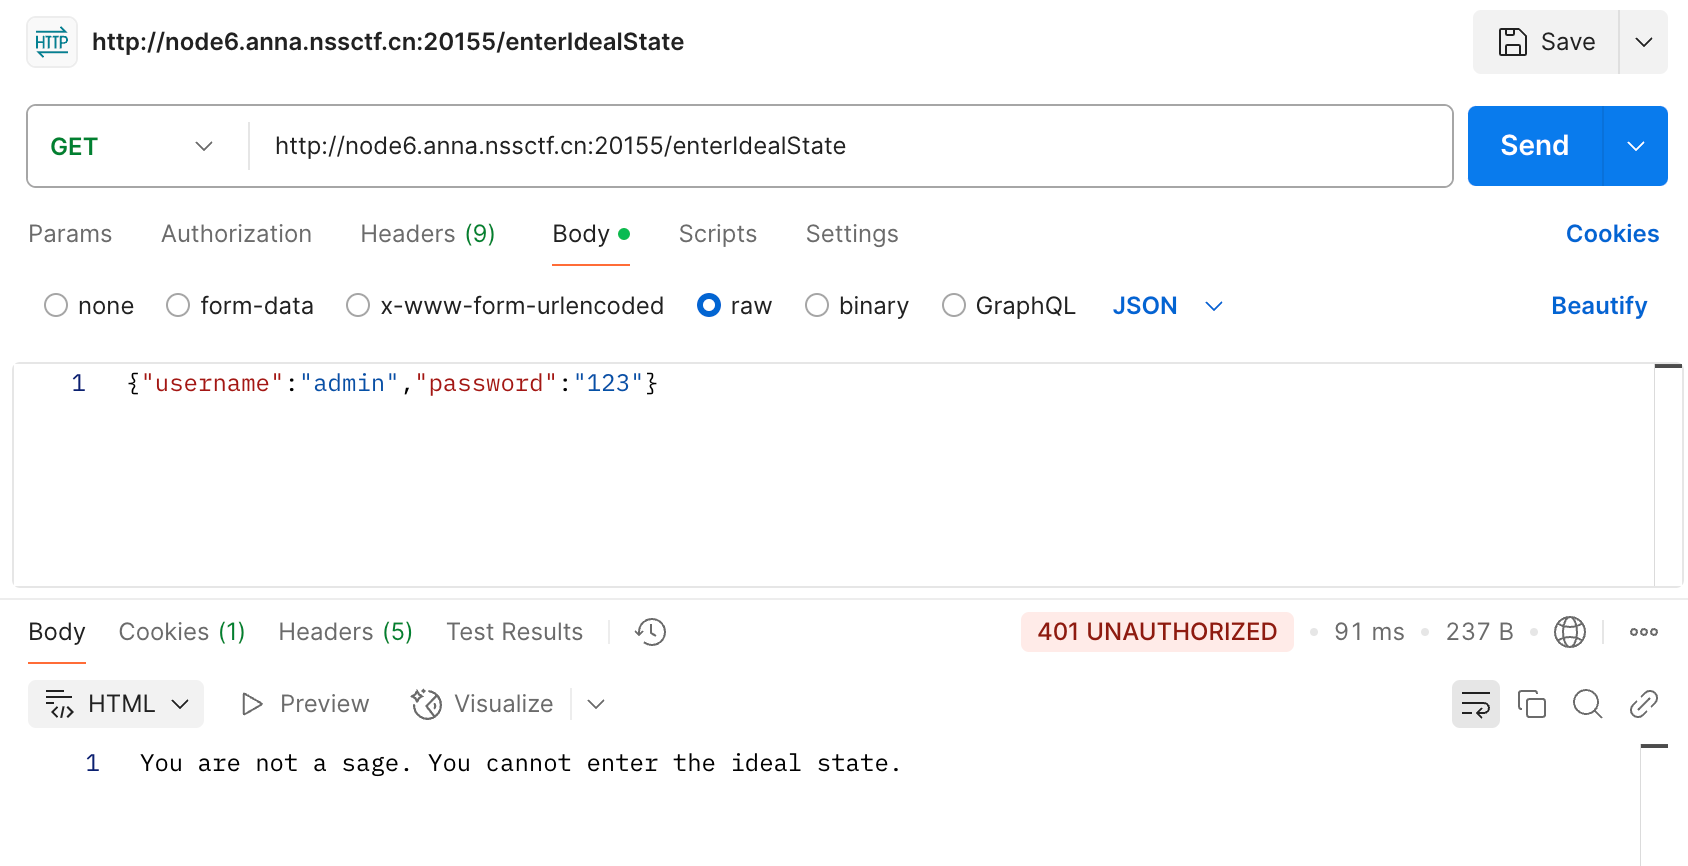 HTTP http://node6.anna.nssctf.cn:20155/enterIdealState Save
GET http://node6.anna.nssctf.cn:20155/enterIdealState Send
Params Authorization Headers (9) Body Scripts Settings Cookies
none form-data x-www-form-urlencoded raw binary GraphQL JSON Beautify
1 {"username":"admin","password":"123"}
Body Cookies (1) Headers (5) Test Results 401 UNAUTHORIZED 91 ms 237 B
HTML Preview Visualize
1 You are not a sage. You cannot enter the ideal state.